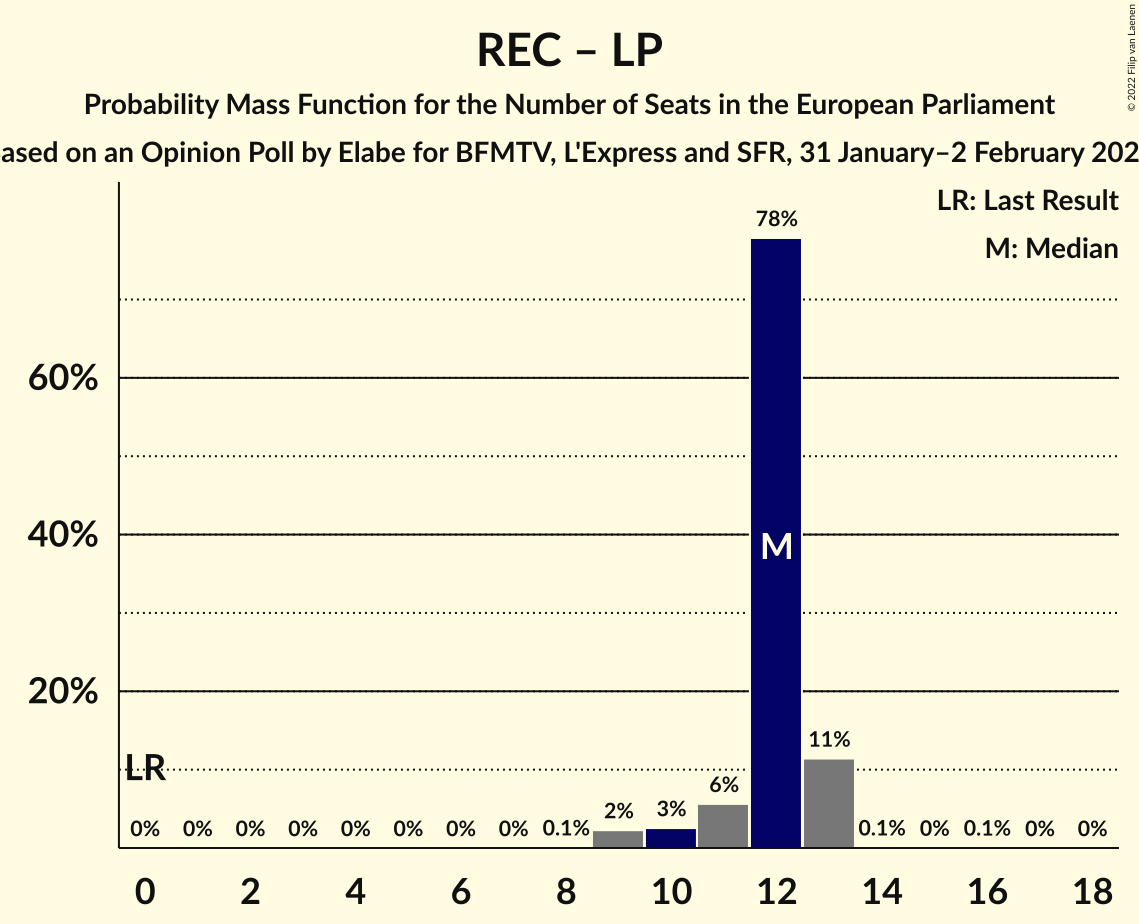 REC – LP
Probability Mass Function for the Number of Seats in the European Parliament
ased on an Opinion Poll by Elabe for BFMTV, L'Express and SFR, 31 January–2 February 202
© 2022 Filip van Laenen
LR: Last Result
M: Median
78%
60%
40%
M
20%
11%
LR
6%
0% 0% 0% 0% 0% 0% 0% 0% 0.1% 2% 3% 0.1% 0% 0.1% 0% 0%
0 2 4 6 8 10 12 14 16 18